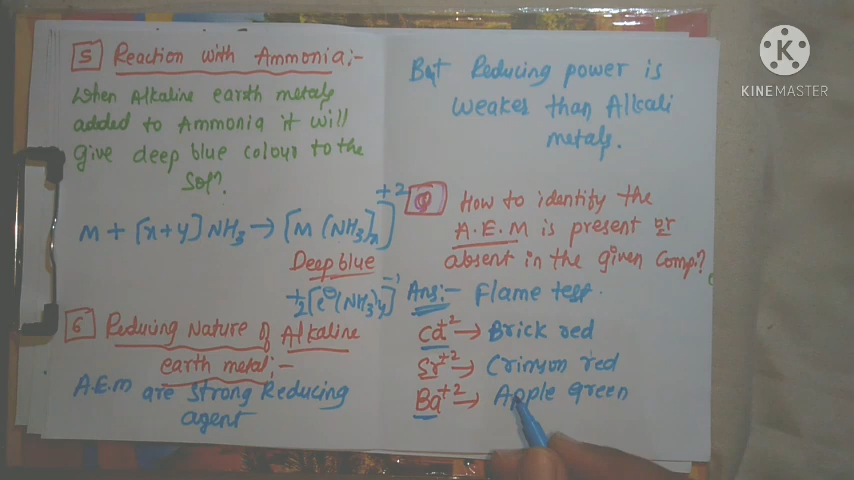 5 Reaction with Ammonia:-
When Alkaline earth metals
added to Ammonia it will
give deep blue colour to the
Sol?
M + [x+y] NH3 → [M (NH3)x]+2
Deep blue
+2[e⊖(NH3)y]-1
6 Reducing Nature of Alkaline
earth metal:-
A.E.m are strong Reducing
agent
But Reducing power is
weakes than Alkali
metals.
Q How to identify the
A.E.M is present or
absent in the given Comp:?
Ans:- Flame test.
Ca+2 → Brick red
Sr+2 → Crimson red
Ba+2 → Apple green
K KINEMASTER